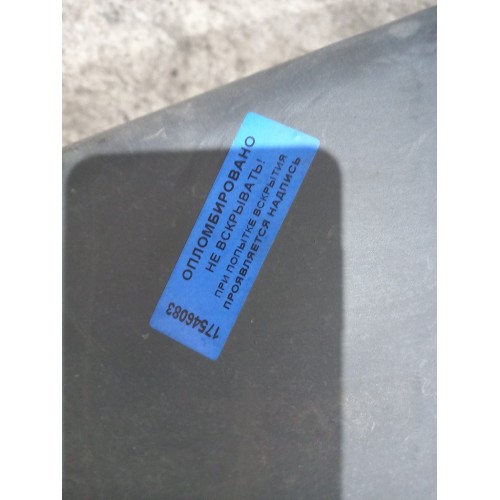 ОПЛОМБИРОВАНО
НЕ ВСКРЫВАТЬ!
ПРИ ПОПЫТКЕ ВСКРЫТИЯ
ПРОЯВЛЯЕТСЯ НАДПИСЬ
17546083